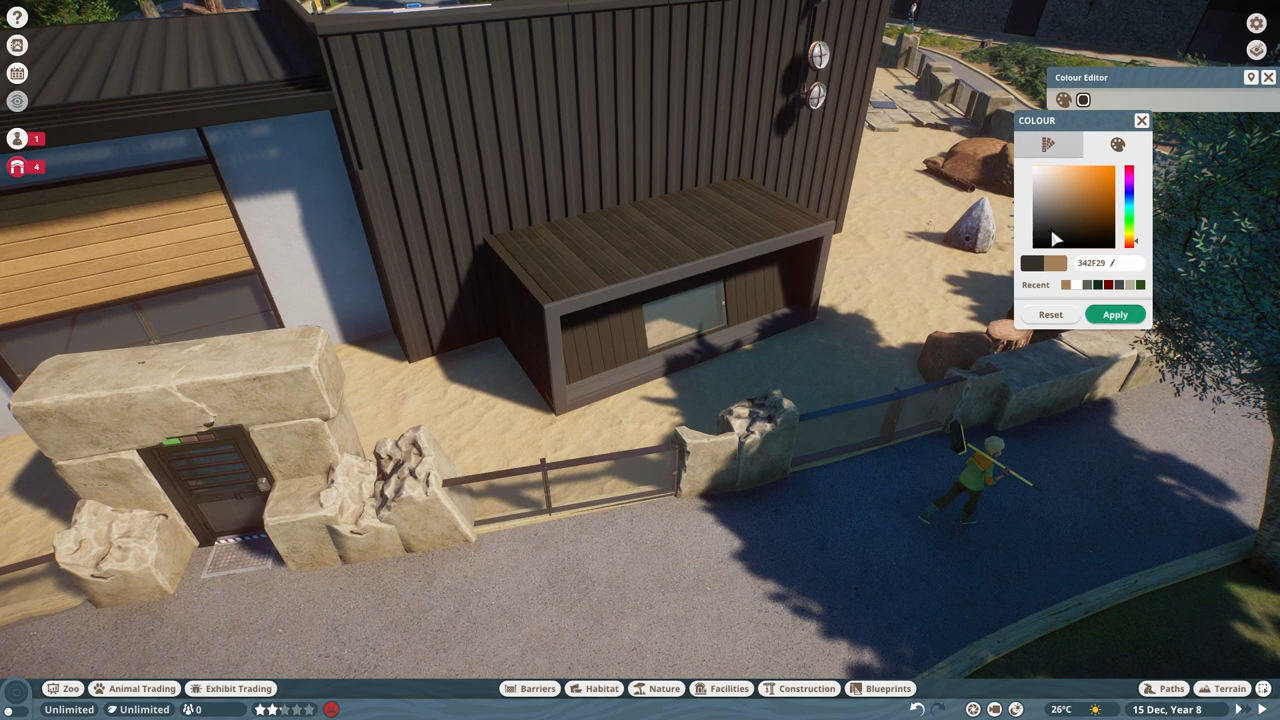 ?
Colour Editor
COLOUR
1
4
342F29
Recent
Reset
Apply
Zoo
Animal Trading
Exhibit Trading
Barriers
Habitat
Nature
Facilities
Construction
Blueprints
Paths
Terrain
Unlimited
Unlimited
0
26°C
15 Dec, Year 8